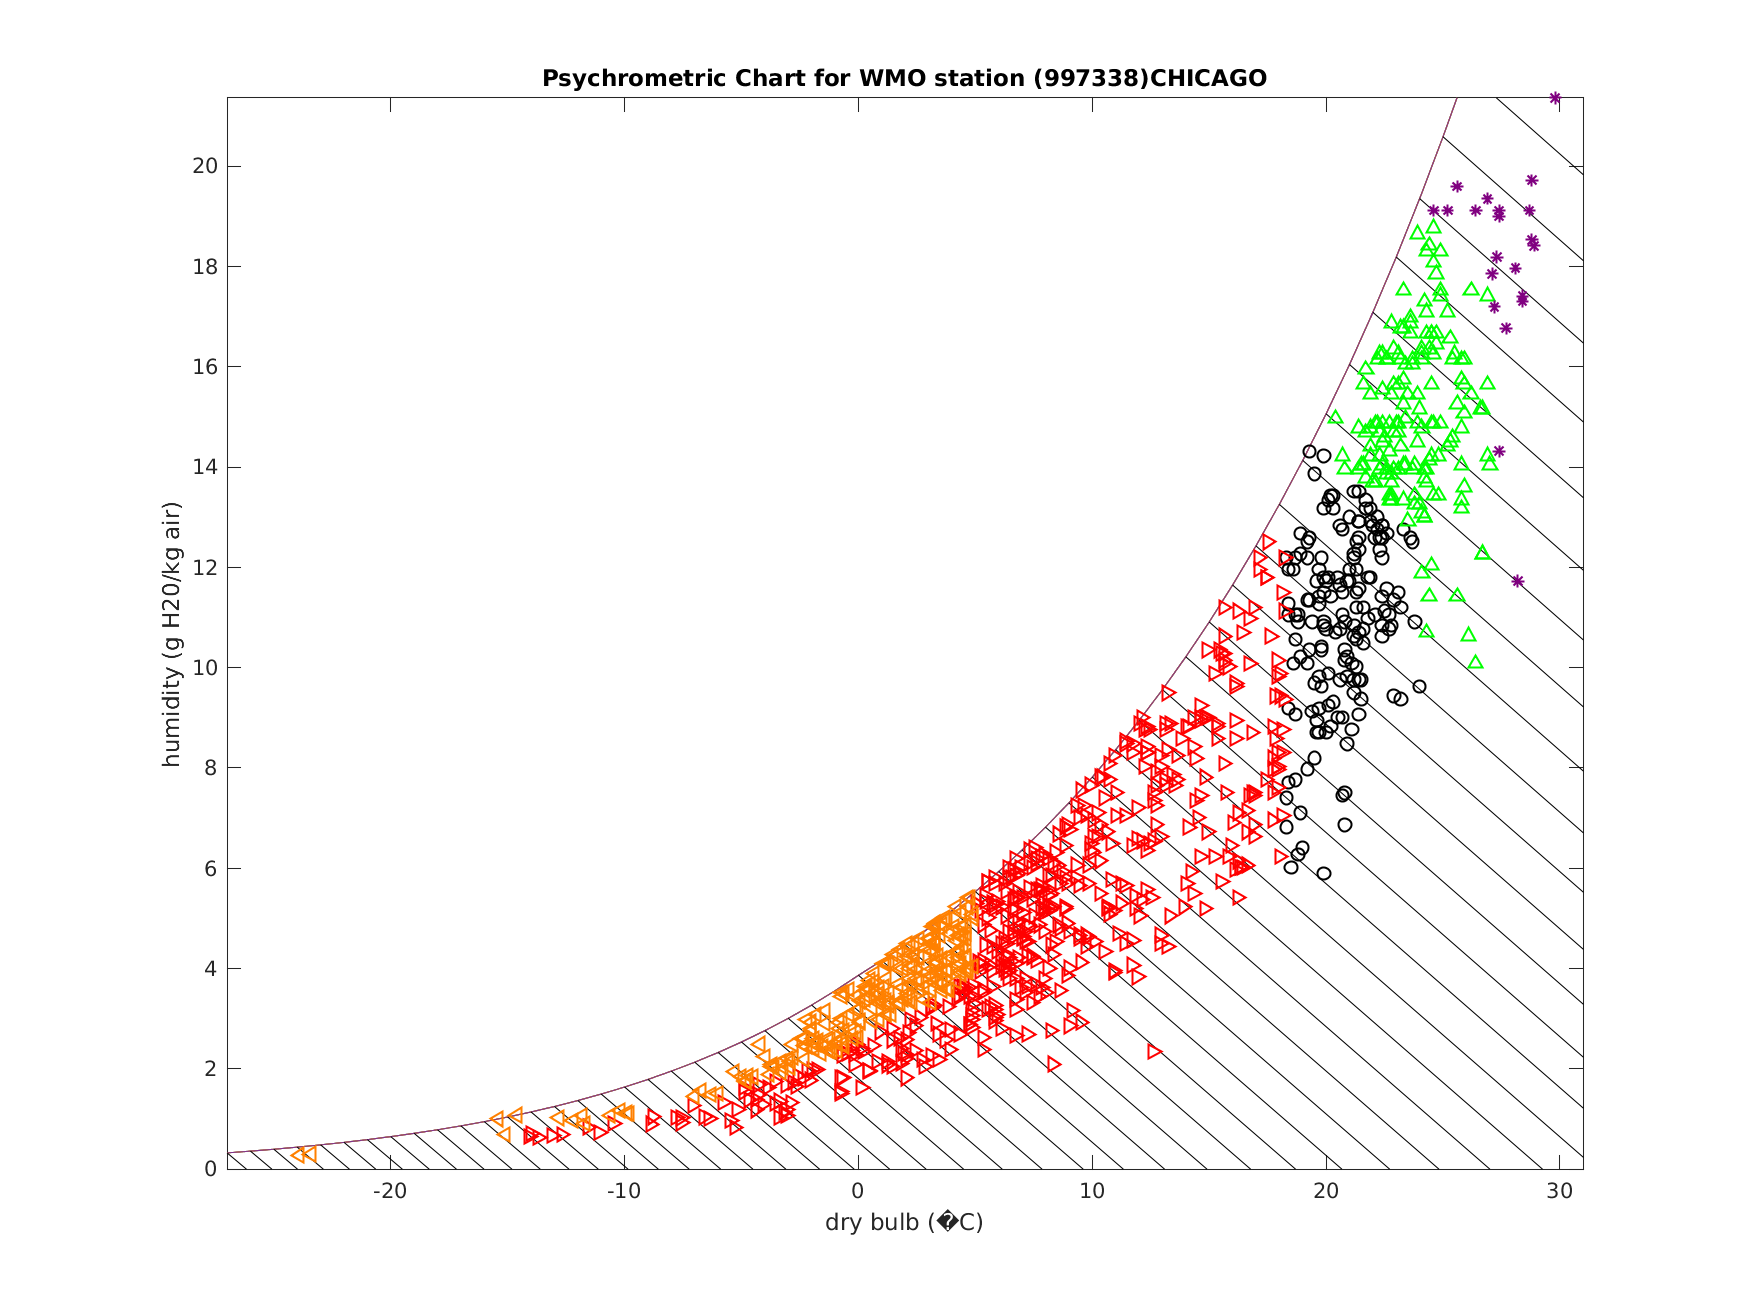 Psychrometric Chart for WMO station (997338)CHICAGO
20
18
16
14
12
10
8
6
4
2
0
humidity (g H20/kg air)
-20 -10 0 10 20 30
dry bulb (�C)